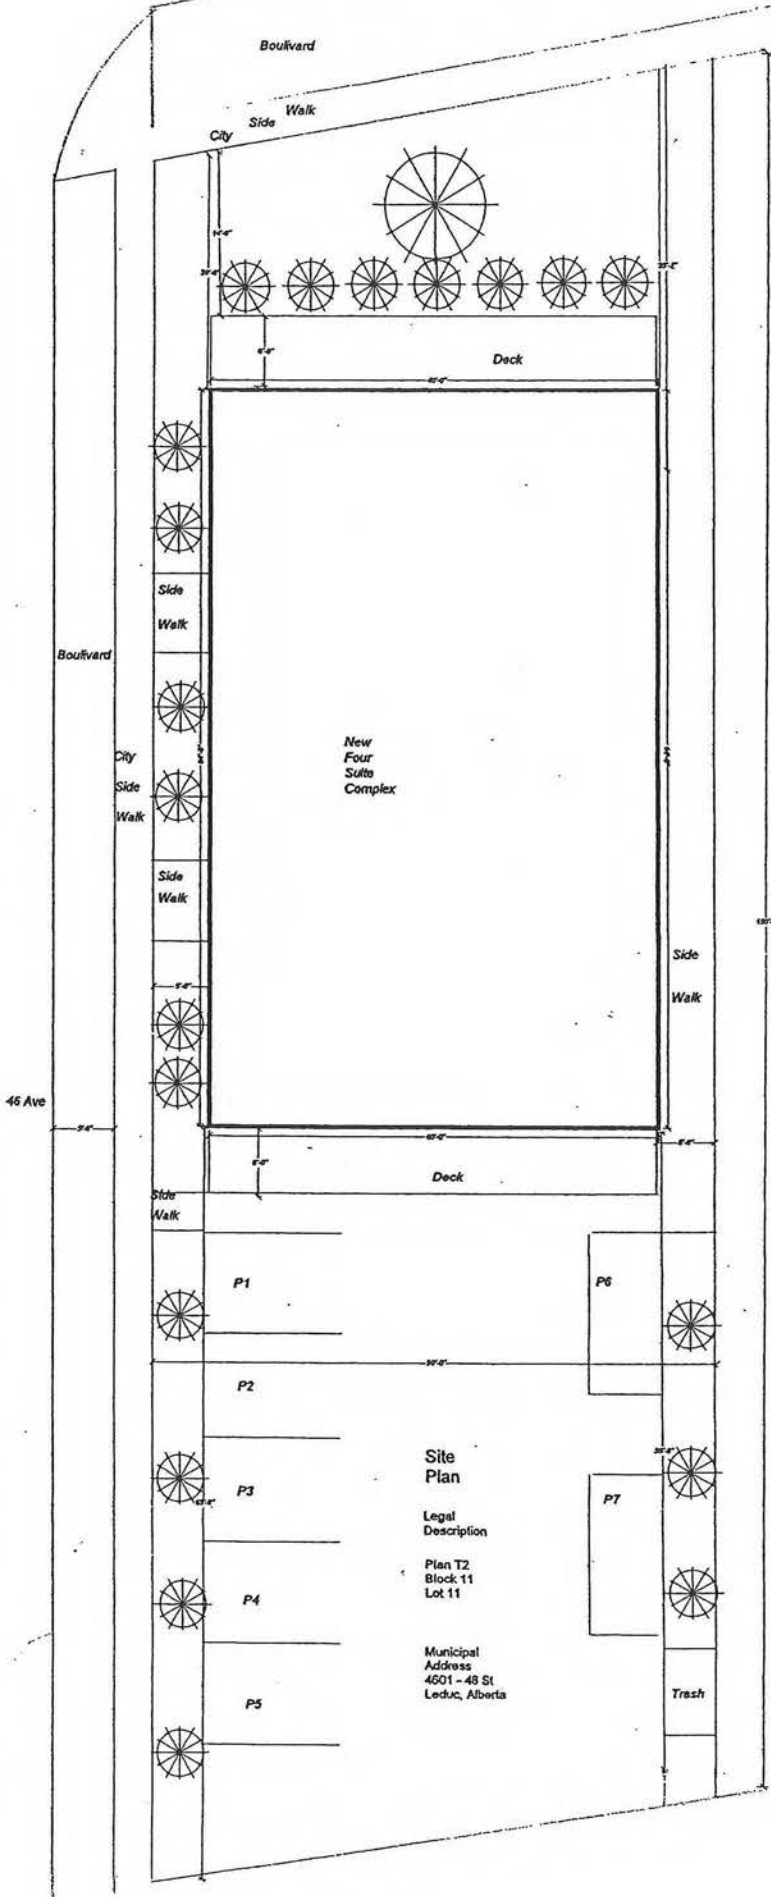 Boulivard
Walk
Side
City
Deck
Side
Walk
Boulivard
New
Four
Suite
Complex
City
Side
Walk
Side
Walk
Side
Walk
5'-0"
46 Ave
Deck
Side
Walk
P1
P6
P2
Site
Plan
P3
P7
Legal
Description
Plan T2
Block 11
Lot 11
P4
Municipal
Address
4601 - 48 St
Leduc, Alberta
Trash
P5